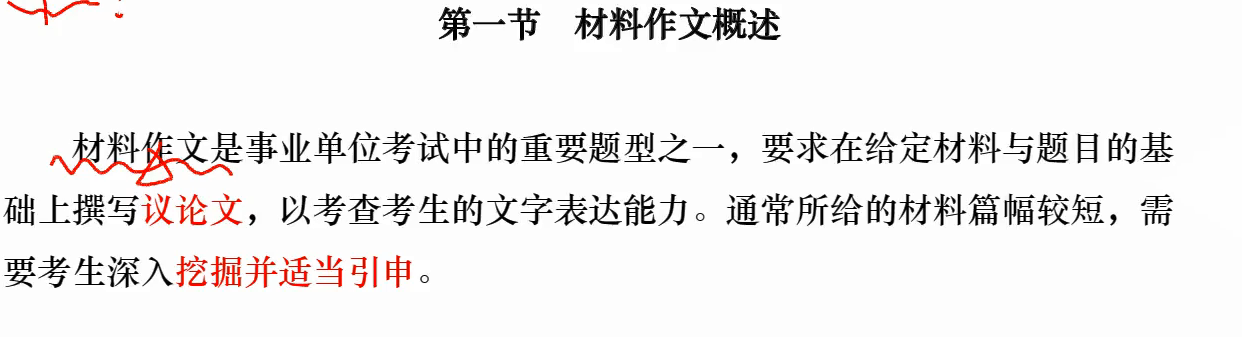 第一节　材料作文概述
材料作文是事业单位考试中的重要题型之一，要求在给定材料与题目的基
础上撰写议论文，以考查考生的文字表达能力。通常所给的材料篇幅较短，需
要考生深入挖掘并适当引申。